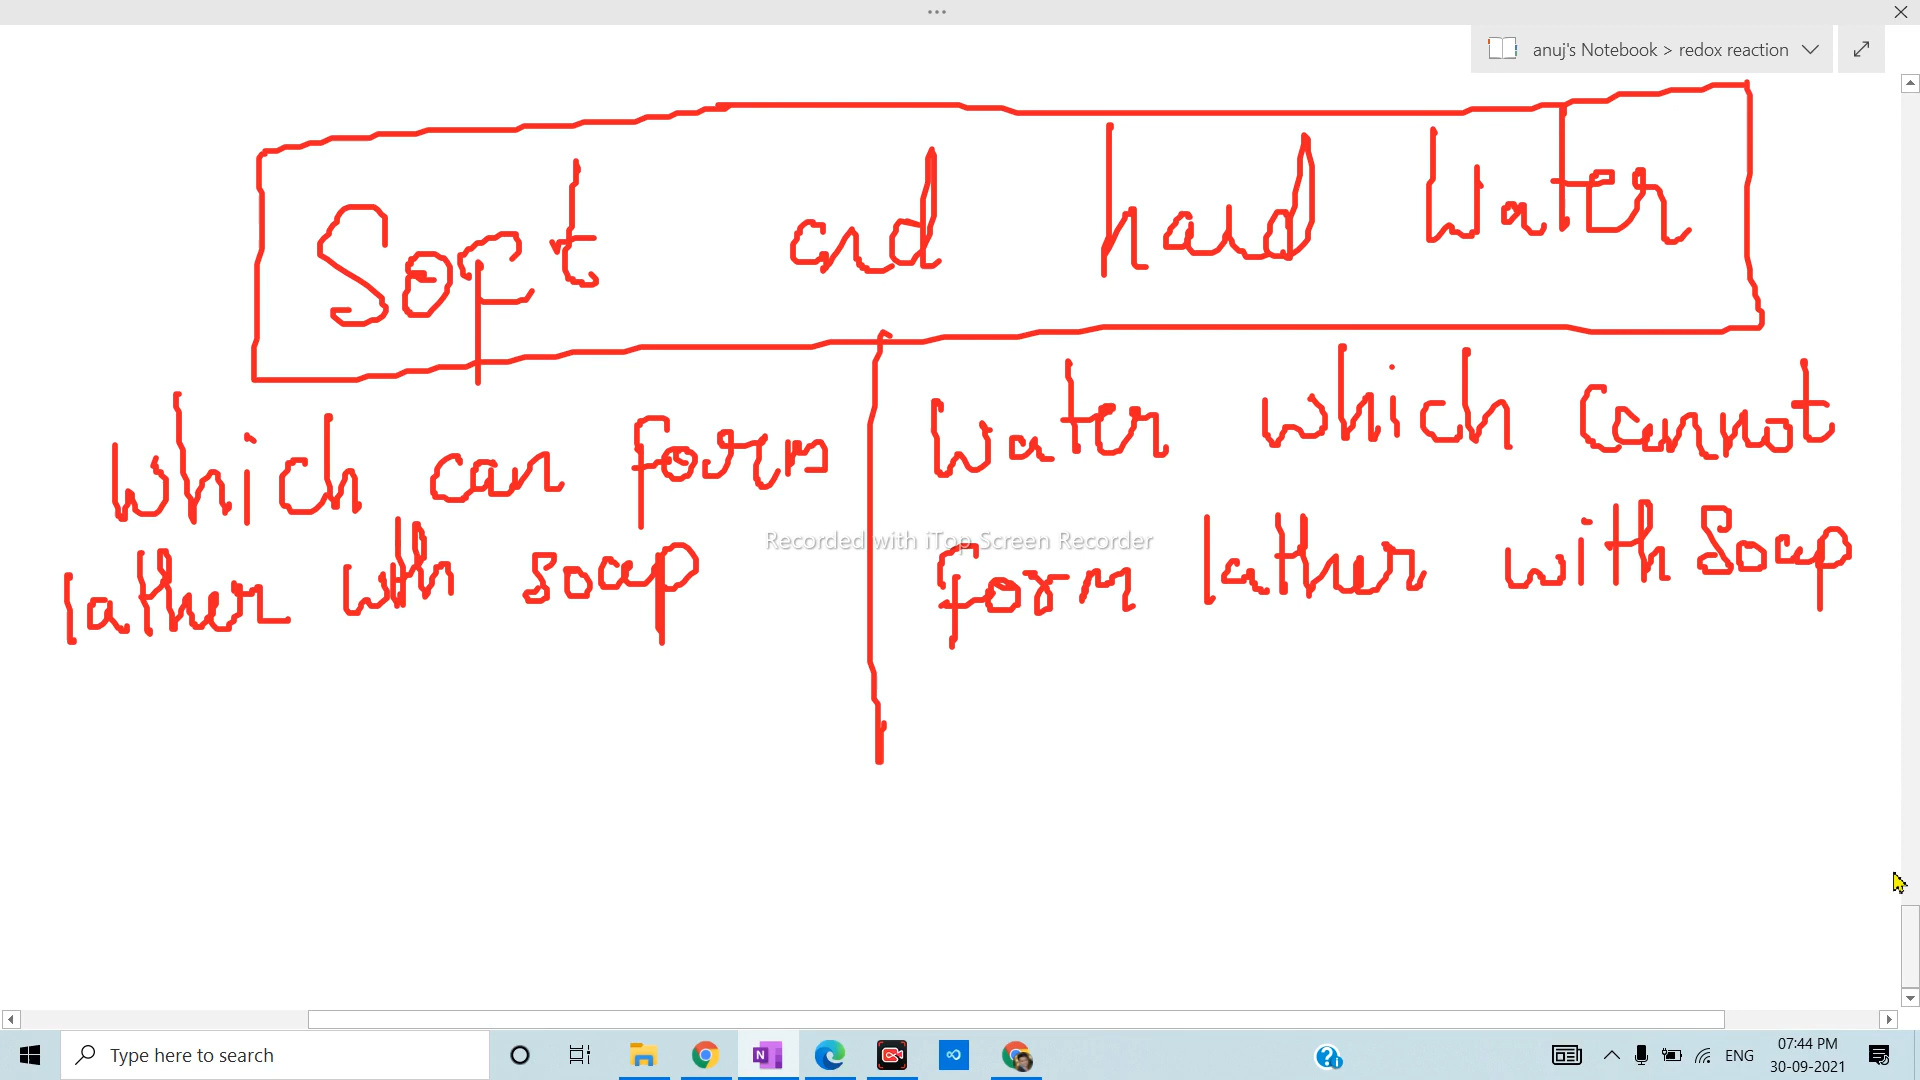 anuj's Notebook > redox reaction
Soft and hard Water
which can form
lather with soap
Water which cannot
form lather with Soap
Recorded with iTop Screen Recorder
Type here to search
ENG
07:44 PM
30-09-2021